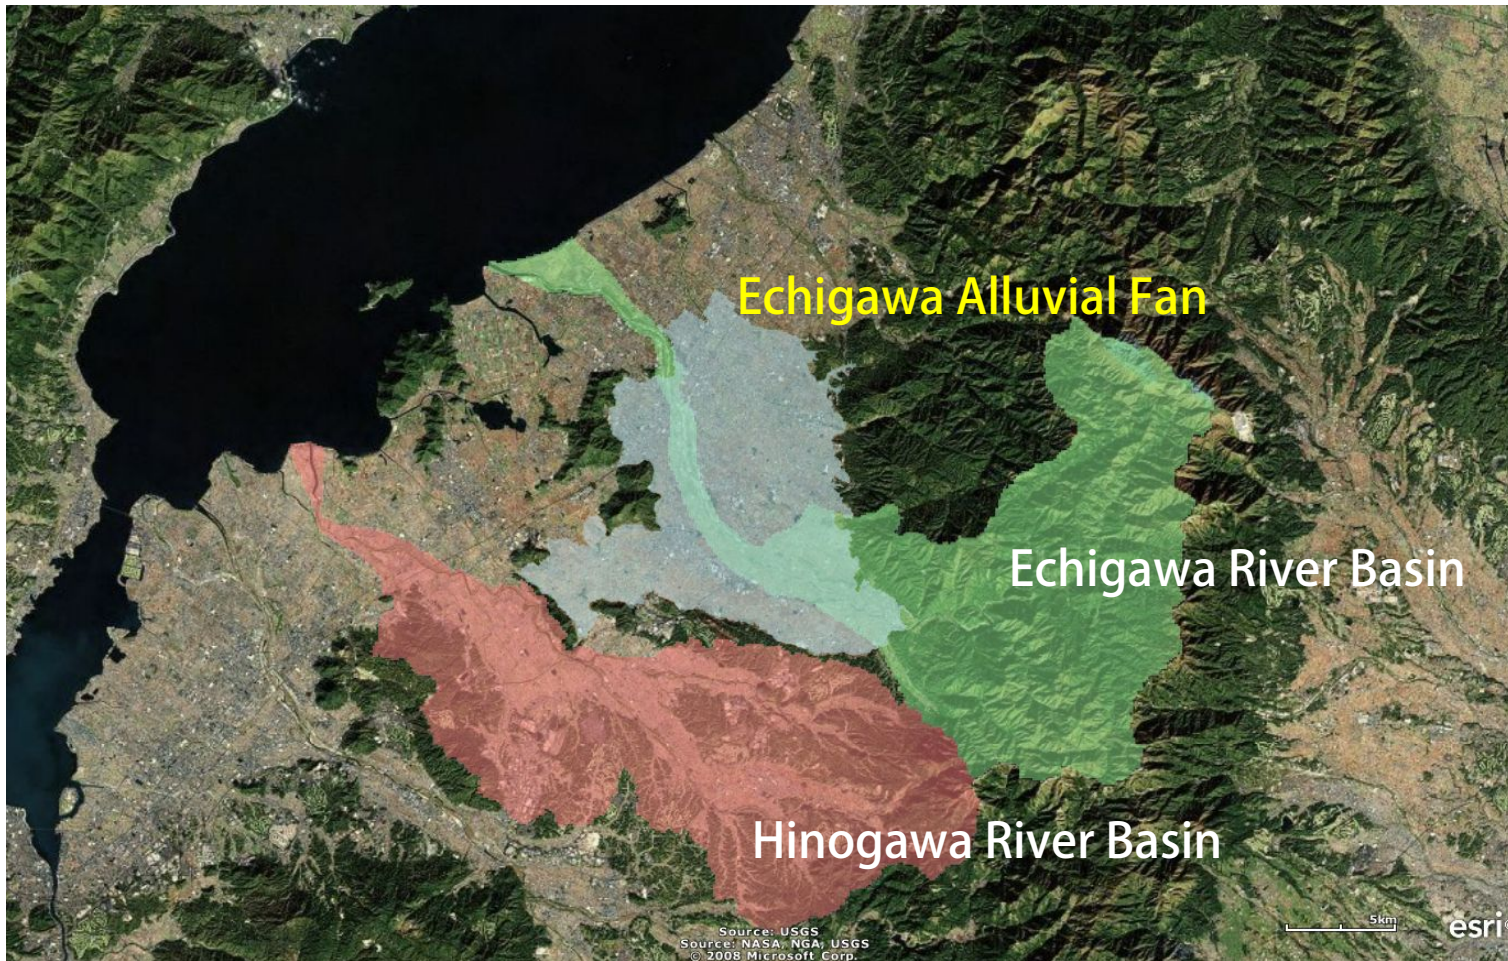 Echigawa Alluvial Fan
Echigawa River Basin
Hinogawa River Basin
5km
esri
Source: USGS
Source: NASA, NGA, USGS
© 2008 Microsoft Corp.